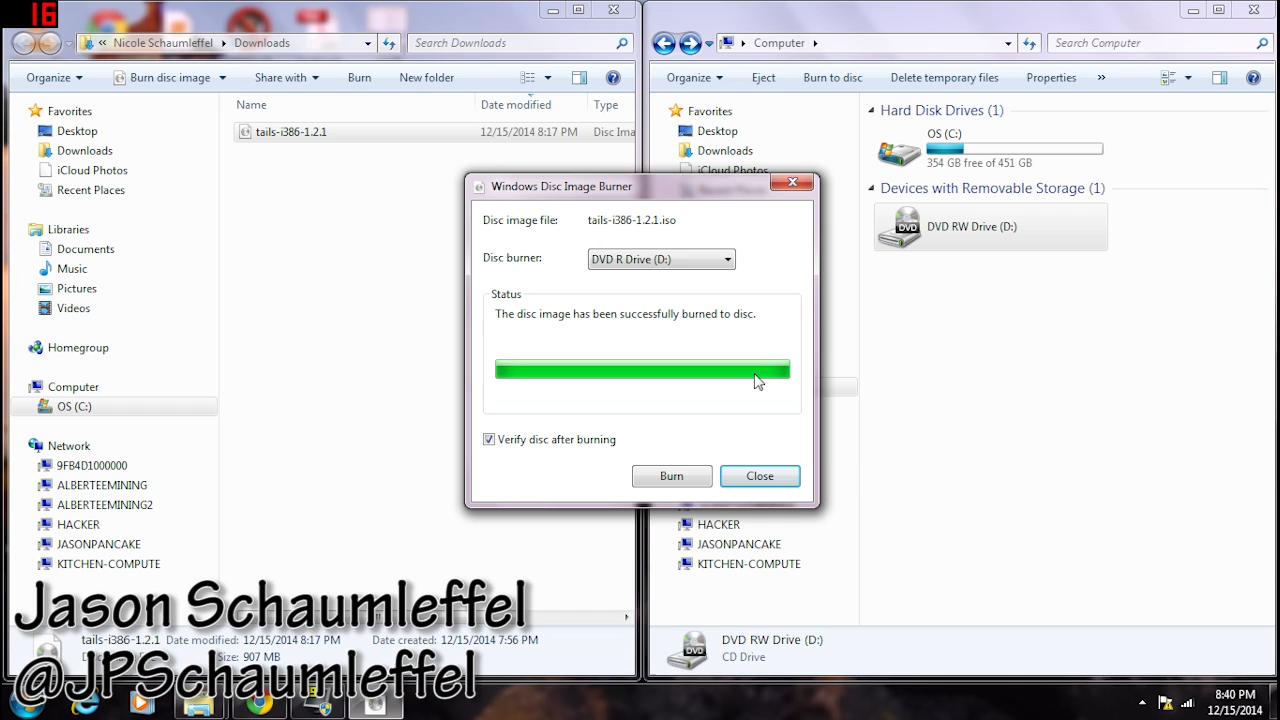 16
Nicole Schaumleffel
Downloads
Search Downloads
Organize
Burn disc image
Share with
Burn
New folder
Favorites
Desktop
Downloads
iCloud Photos
Recent Places
Libraries
Documents
Music
Pictures
Videos
Homegroup
Computer
OS (C:)
Network
9FB4D1000000
ALBERTEEMINING
ALBERTEEMINING2
HACKER
JASONPANCAKE
KITCHEN-COMPUTE
Name Date modified Type
tails-i386-1.2.1 12/15/2014 8:17 PM Disc Ima
tails-i386-1.2.1 Date modified: 12/15/2014 8:17 PM Date created: 12/15/2014 7:56 PM
Size: 907 MB
Computer
Search Computer
Organize
Eject
Burn to disc
Delete temporary files
Properties
Favorites
Desktop
Downloads
iCloud Photos
HACKER
JASONPANCAKE
KITCHEN-COMPUTE
Hard Disk Drives (1)
OS (C:)
354 GB free of 451 GB
Devices with Removable Storage (1)
DVD
DVD RW Drive (D:)
DVD
DVD RW Drive (D:)
CD Drive
Windows Disc Image Burner
Disc image file: tails-i386-1.2.1.iso
Disc burner: DVD R Drive (D:)
Status
The disc image has been successfully burned to disc.
Verify disc after burning
Burn
Close
Jason Schaumleffel
@JPSchaumleffel
8:40 PM
12/15/2014